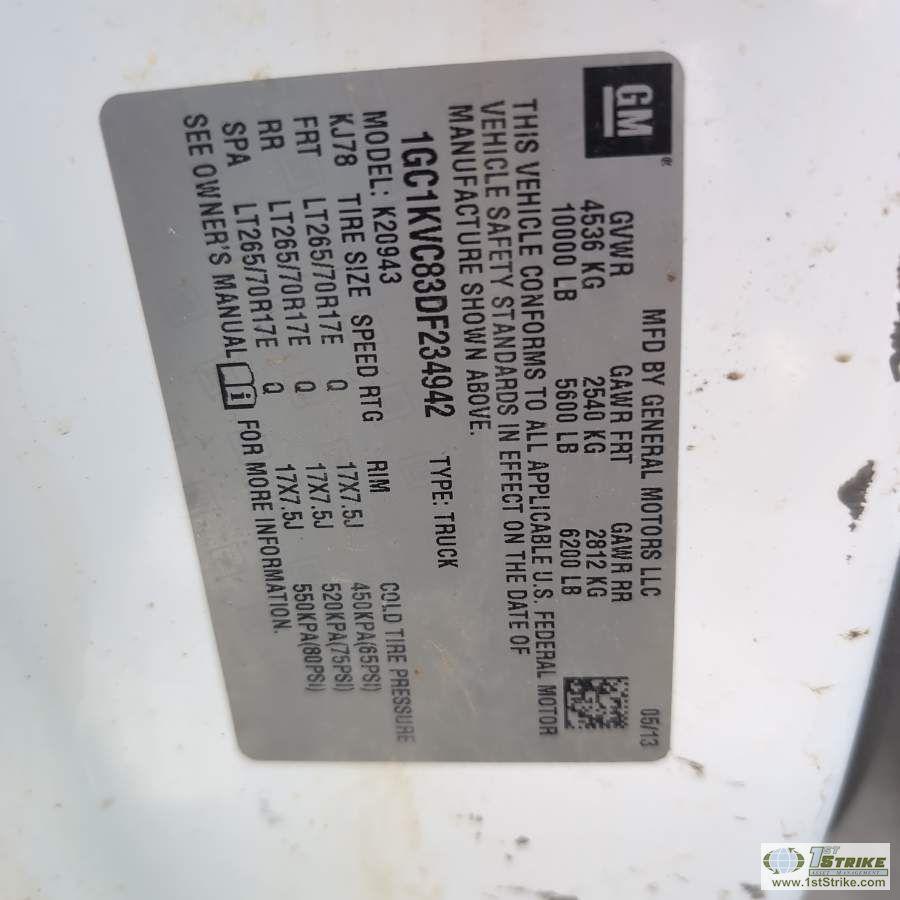 GM ®
MFD BY GENERAL MOTORS LLC 05/13
GVWR GAWR FRT GAWR RR
4536 KG 2540 KG 2812 KG
10000 LB 5600 LB 6200 LB
THIS VEHICLE CONFORMS TO ALL APPLICABLE U.S. FEDERAL MOTOR
VEHICLE SAFETY STANDARDS IN EFFECT ON THE DATE OF
MANUFACTURE SHOWN ABOVE.
1GC1KVC83DF234942 TYPE: TRUCK
MODEL: K20943
KJ78 TIRE SIZE SPEED RTG RIM COLD TIRE PRESSURE
FRT LT265/70R17E Q 17X7.5J 450KPA(65PSI)
RR LT265/70R17E Q 17X7.5J 520KPA(75PSI)
SPA LT265/70R17E Q 17X7.5J 550KPA(80PSI)
SEE OWNER'S MANUAL i FOR MORE INFORMATION.
1ST STRIKE
ASSET MANAGEMENT
www.1stStrike.com